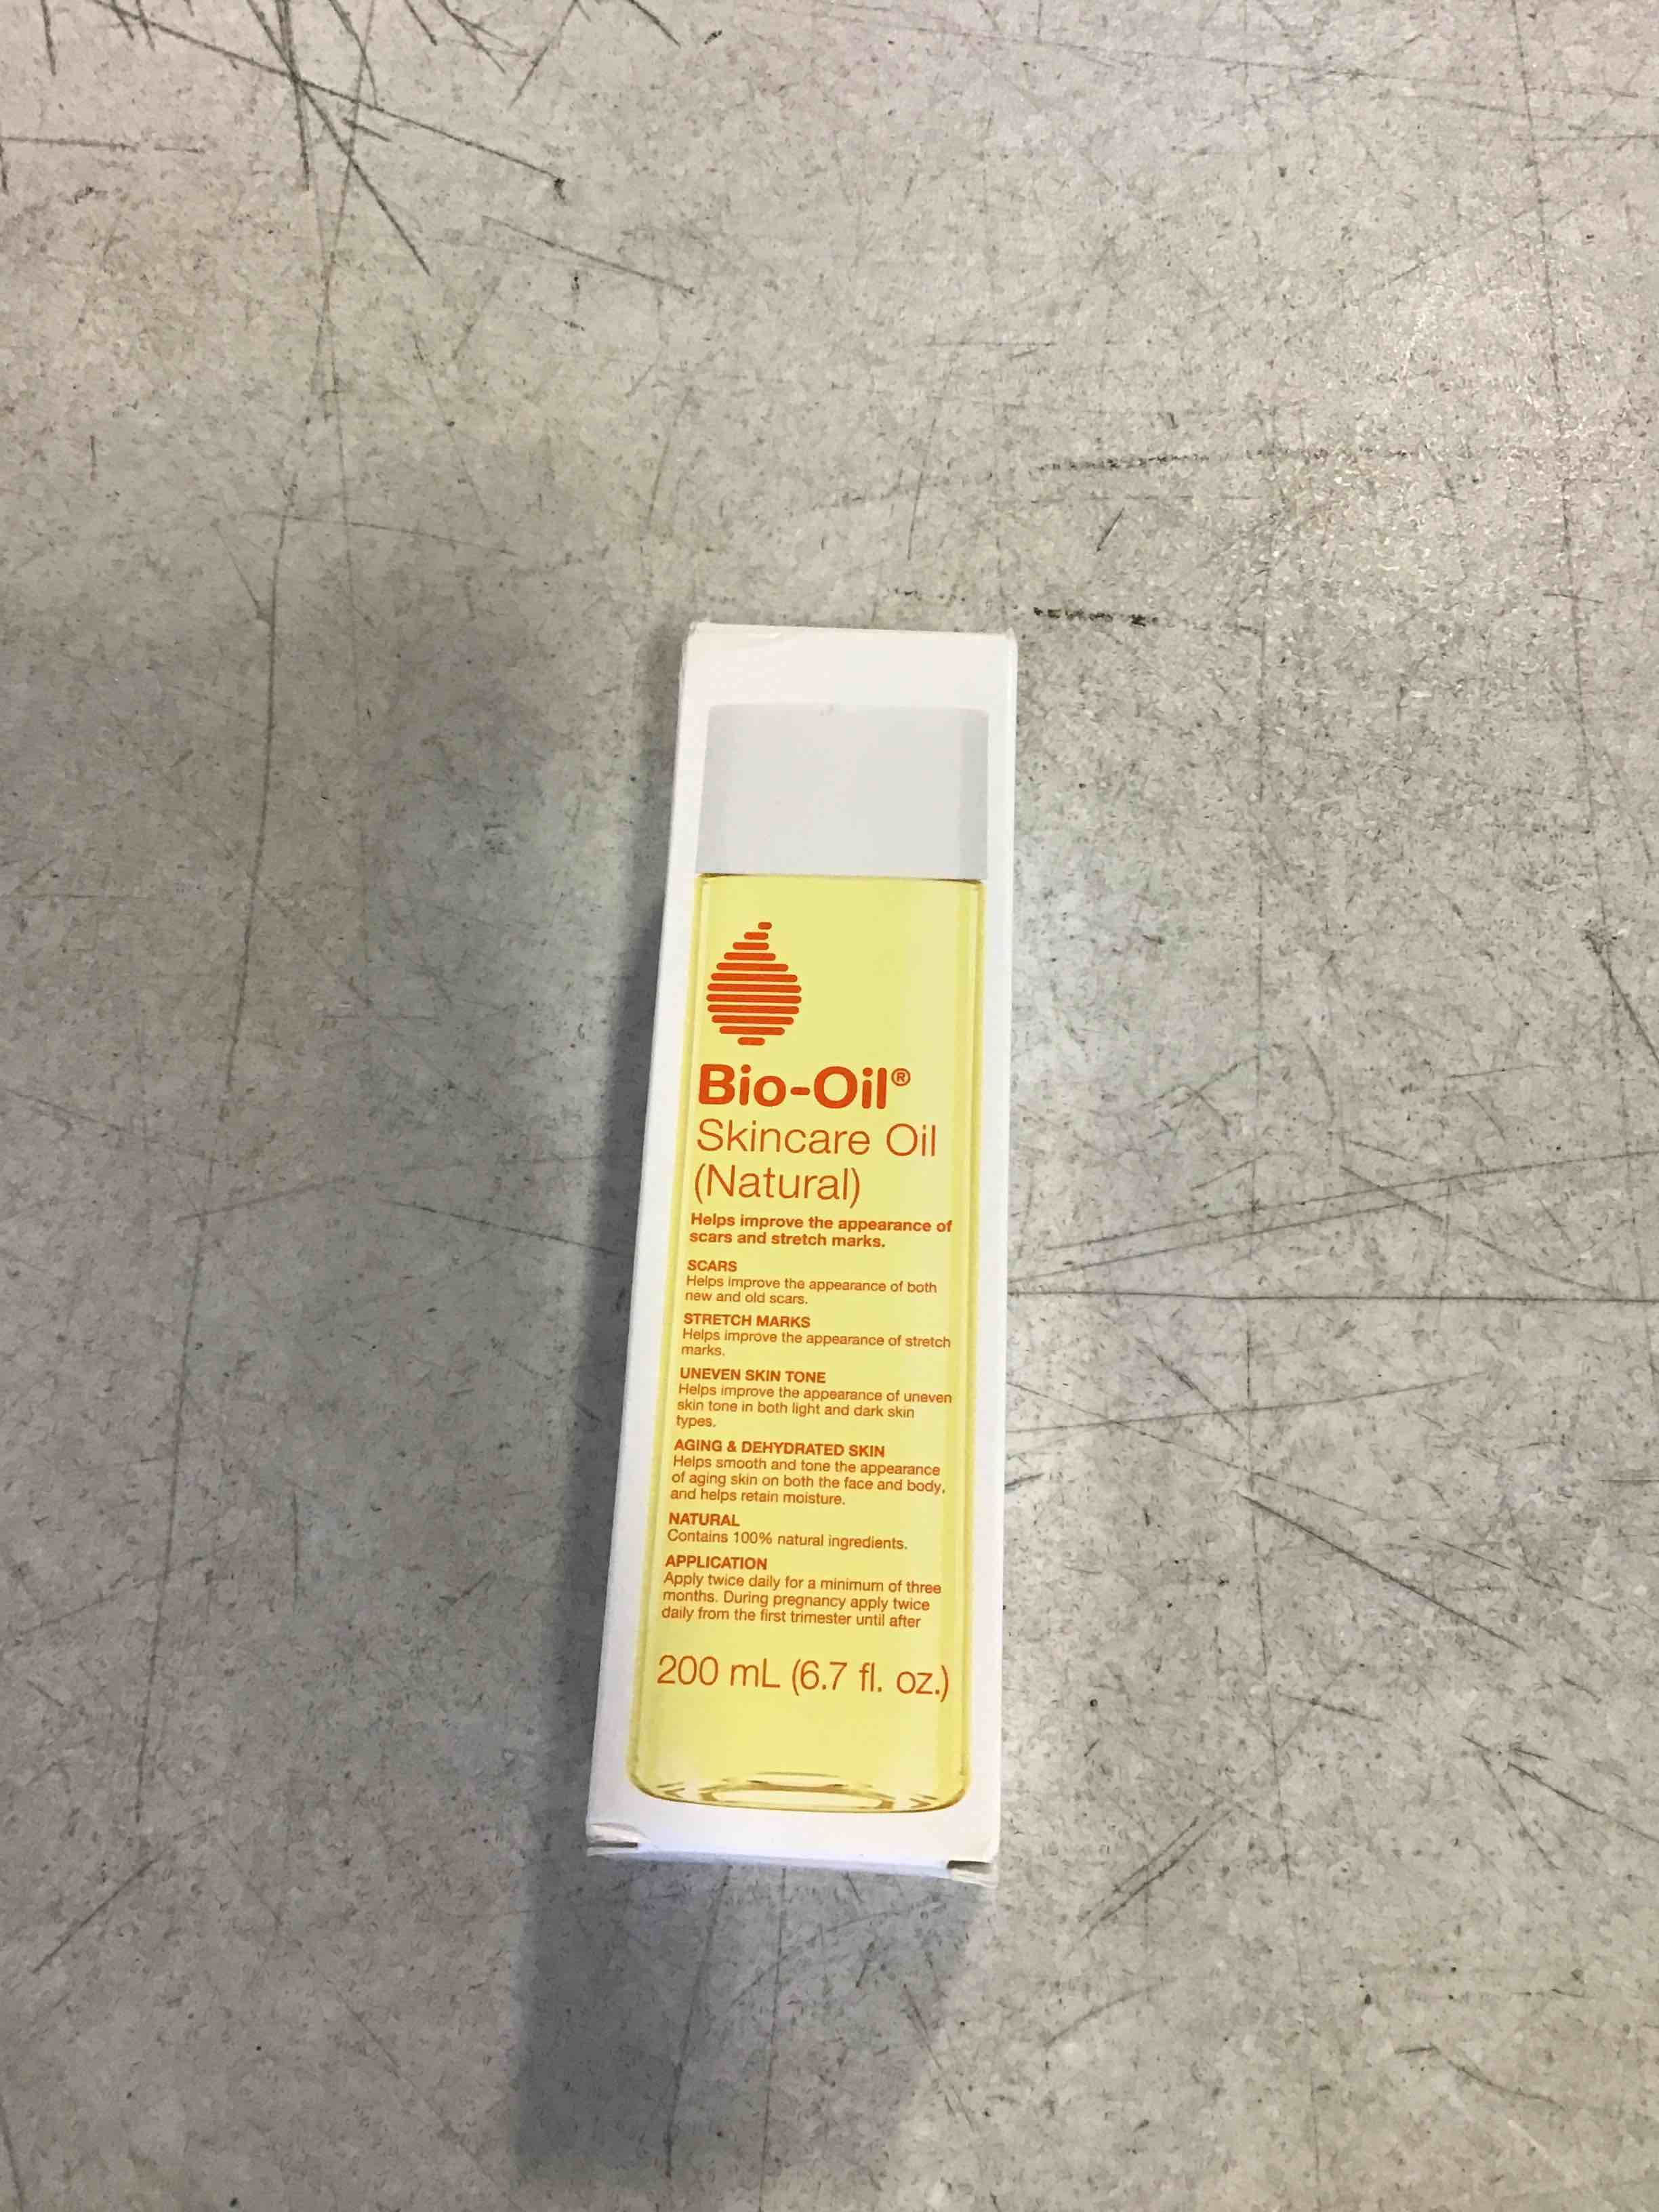 Bio-Oil®
Skincare Oil
(Natural)
Helps improve the appearance of
scars and stretch marks.
SCARS
Helps improve the appearance of both
new and old scars.
STRETCH MARKS
Helps improve the appearance of stretch
marks.
UNEVEN SKIN TONE
Helps improve the appearance of uneven
skin tone in both light and dark skin
types.
AGING & DEHYDRATED SKIN
Helps smooth and tone the appearance
of aging skin on both the face and body,
and helps retain moisture.
NATURAL
Contains 100% natural ingredients.
APPLICATION
Apply twice daily for a minimum of three
months. During pregnancy apply twice
daily from the first trimester until after
200 mL (6.7 fl. oz.)